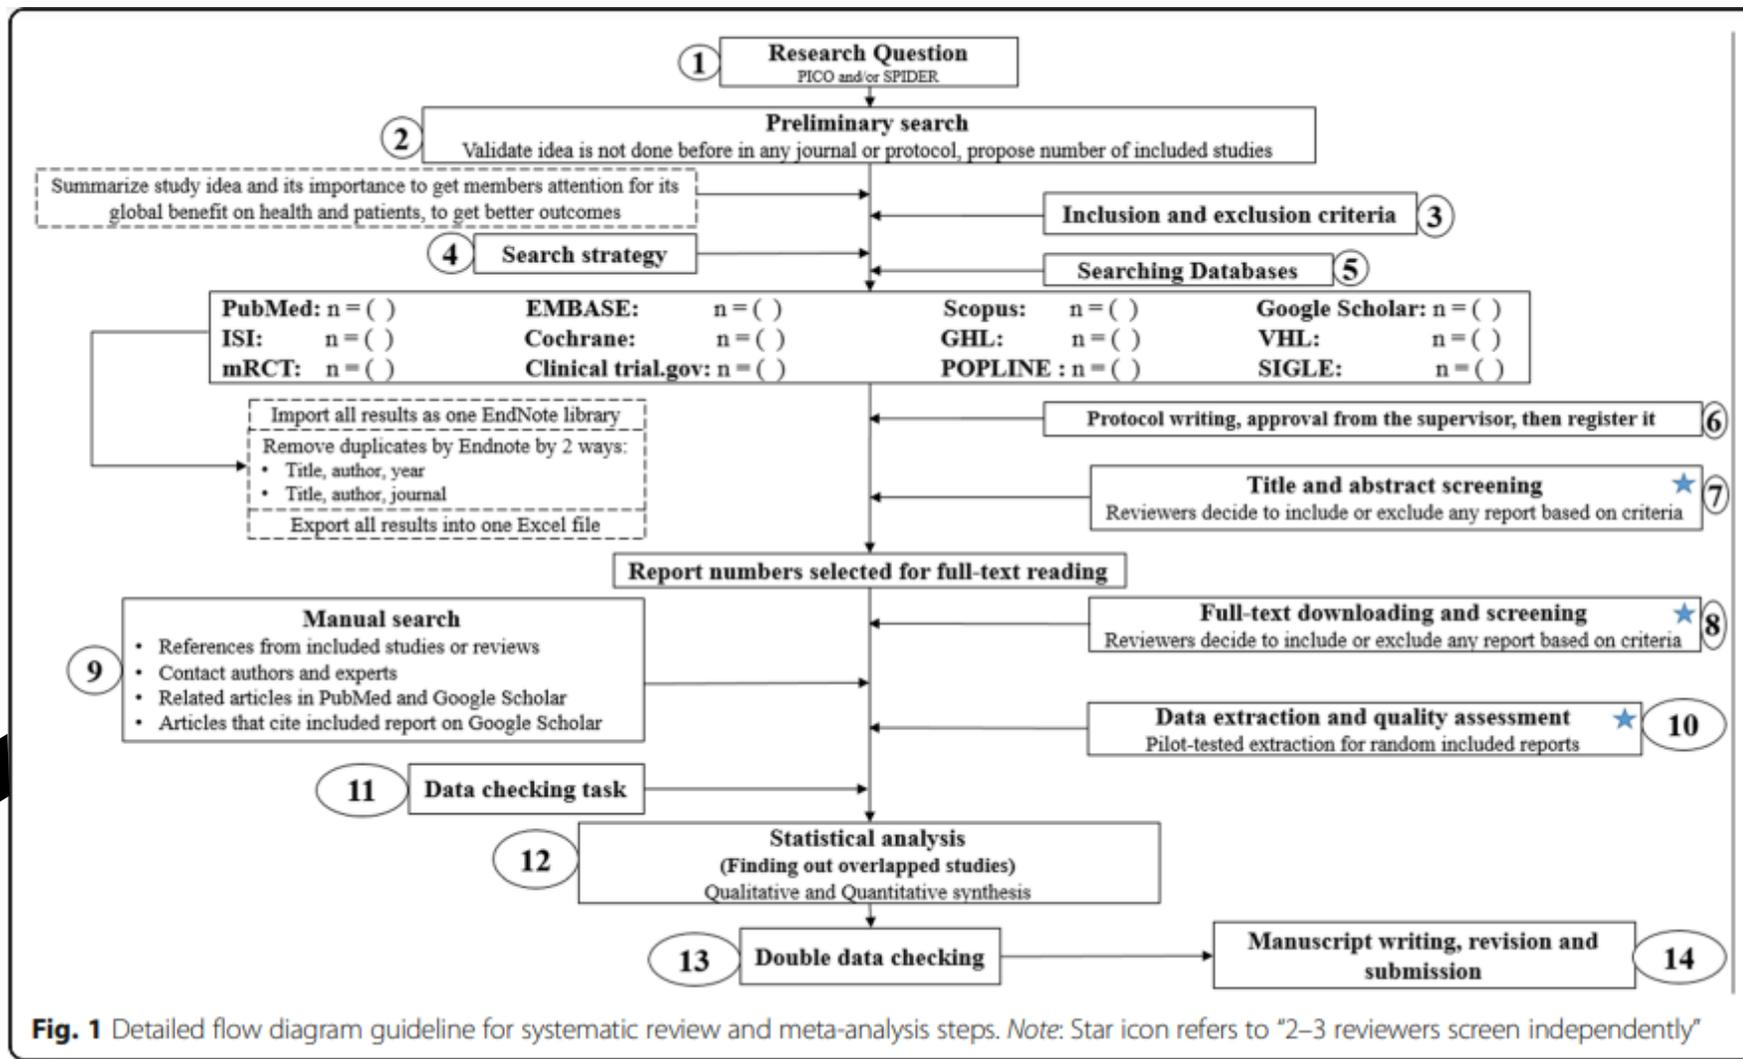 1
Research Question
PICO and/or SPIDER
2
Preliminary search
Validate idea is not done before in any journal or protocol, propose number of included studies
Summarize study idea and its importance to get members attention for its
global benefit on health and patients, to get better outcomes
Inclusion and exclusion criteria
3
4
Search strategy
Searching Databases
5
PubMed: n = ( ) EMBASE: n = ( ) Scopus: n = ( ) Google Scholar: n = ( )
ISI: n = ( ) Cochrane: n = ( ) GHL: n = ( ) VHL: n = ( )
mRCT: n = ( ) Clinical trial.gov: n = ( ) POPLINE : n = ( ) SIGLE: n = ( )
Import all results as one EndNote library
Remove duplicates by Endnote by 2 ways:
• Title, author, year
• Title, author, journal
Export all results into one Excel file
Protocol writing, approval from the supervisor, then register it
6
Title and abstract screening
Reviewers decide to include or exclude any report based on criteria
7
Report numbers selected for full-text reading
Full-text downloading and screening
Reviewers decide to include or exclude any report based on criteria
8
9
Manual search
• References from included studies or reviews
• Contact authors and experts
• Related articles in PubMed and Google Scholar
• Articles that cite included report on Google Scholar
Data extraction and quality assessment
Pilot-tested extraction for random included reports
10
11
Data checking task
12
Statistical analysis
(Finding out overlapped studies)
Qualitative and Quantitative synthesis
13
Double data checking
Manuscript writing, revision and
submission
14
Fig. 1 Detailed flow diagram guideline for systematic review and meta-analysis steps. Note: Star icon refers to “2–3 reviewers screen independently”